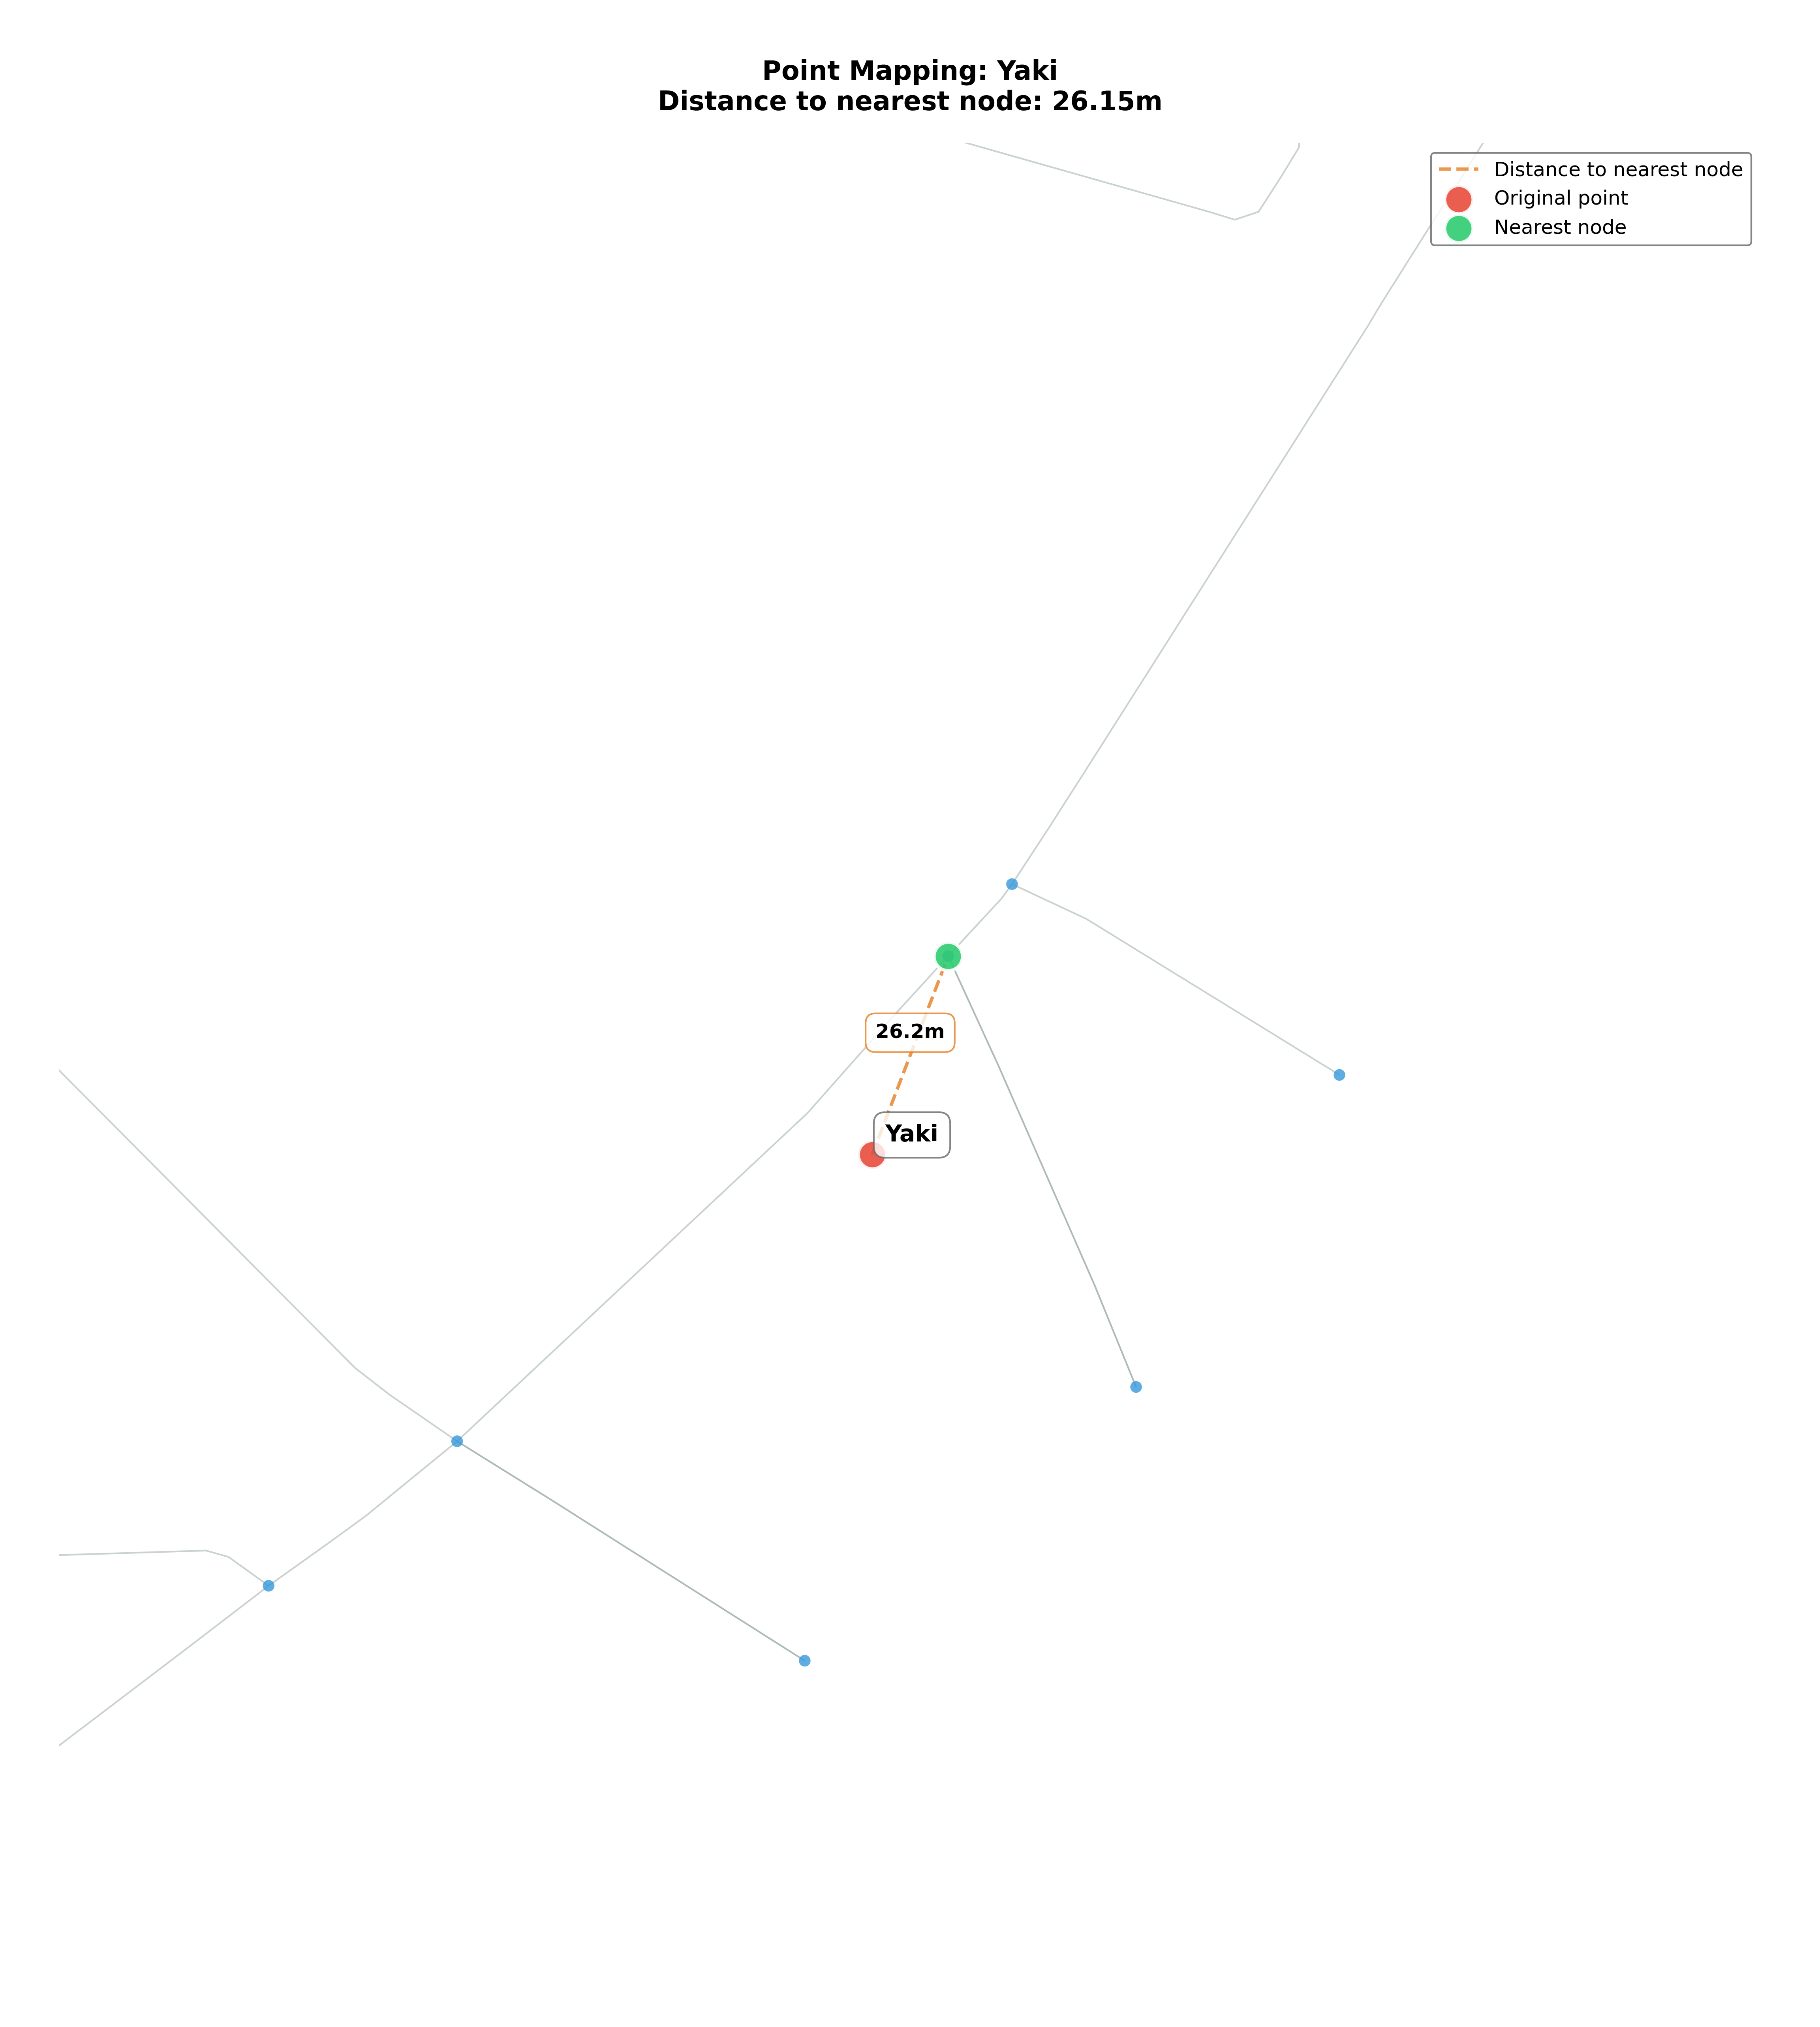 Point Mapping: Yaki
Distance to nearest node: 26.15m
Distance to nearest node
Original point
Nearest node
26.2m
Yaki